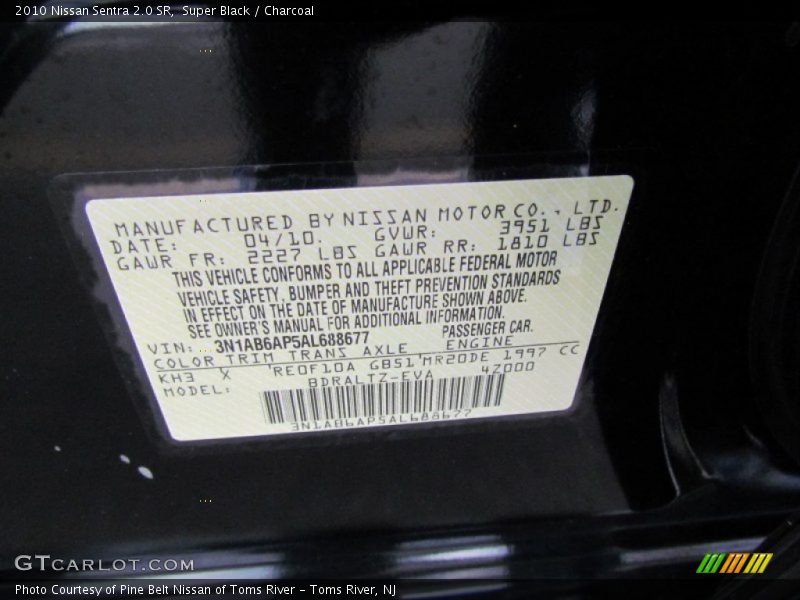 2010 Nissan Sentra 2.0 SR, Super Black / Charcoal
MANUFACTURED BY NISSAN MOTOR CO., LTD.
DATE: 04/10. GVWR: 3951 LBS
GAWR FR: 2227 LBS GAWR RR: 1810 LBS
THIS VEHICLE CONFORMS TO ALL APPLICABLE FEDERAL MOTOR
VEHICLE SAFETY, BUMPER AND THEFT PREVENTION STANDARDS
IN EFFECT ON THE DATE OF MANUFACTURE SHOWN ABOVE.
SEE OWNER'S MANUAL FOR ADDITIONAL INFORMATION.
VIN: 3N1AB6AP5AL688677 PASSENGER CAR.
COLOR TRIM TRANS AXLE ENGINE
KH3 X RE0F10A GB51 MR20DE 1997 CC
MODEL: BDRALTZ-EVA 4Z000
3N1AB6AP5AL688677
GTCARLOT.COM
Photo Courtesy of Pine Belt Nissan of Toms River – Toms River, NJ